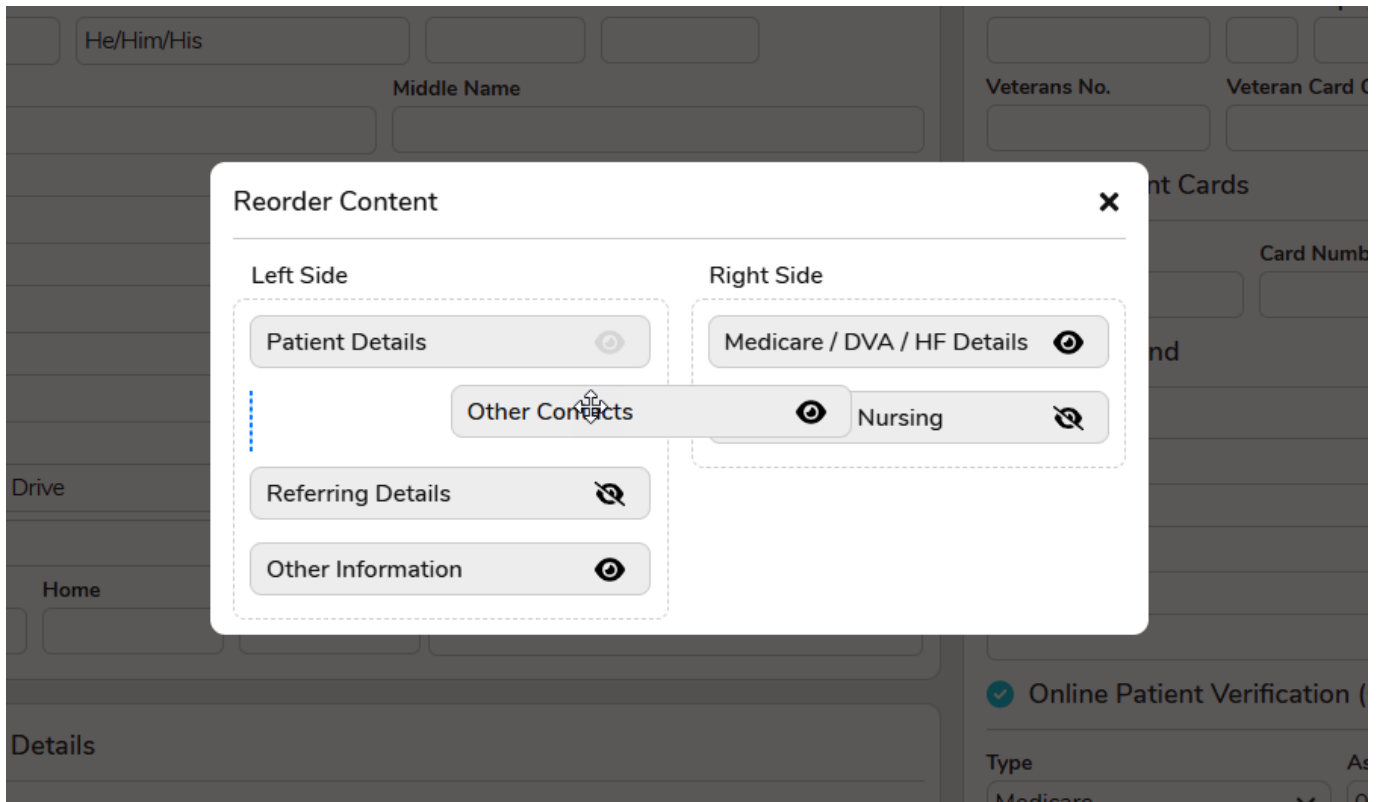 He/Him/His
Middle Name
Veterans No.
Veteran Card
nt Cards
Card Numb
nd
Reorder Content
Left Side
Right Side
Patient Details
Medicare / DVA / HF Details
Other Contacts
Nursing
Referring Details
Other Information
Drive
Home
Online Patient Verification (
Details
Type
As
Medicare